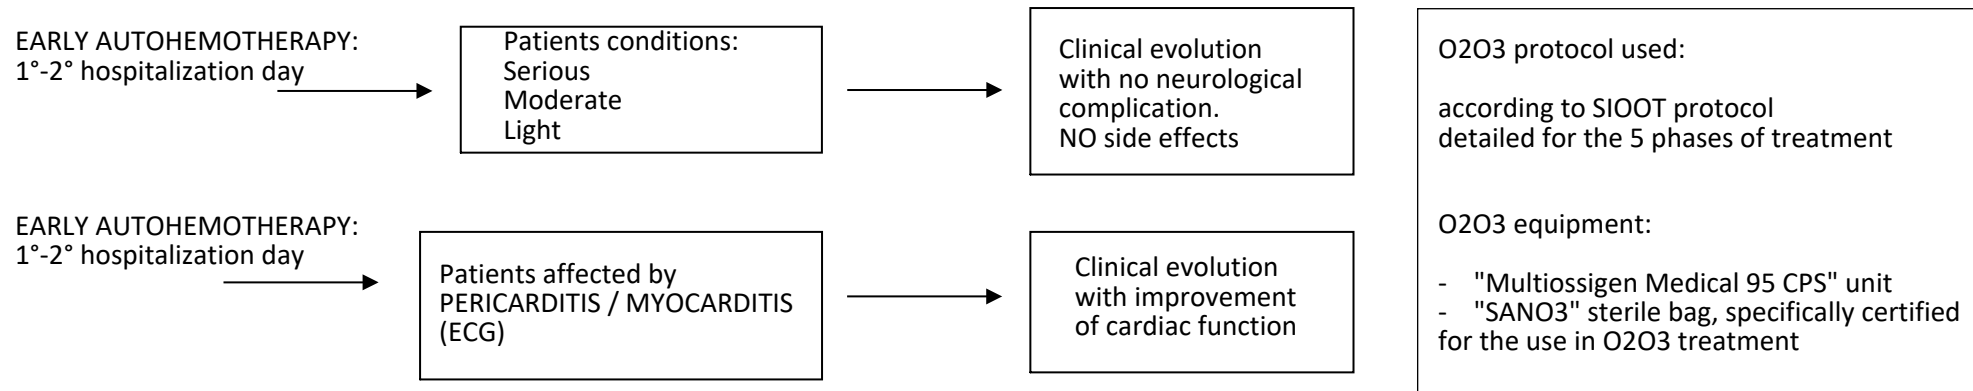 EARLY AUTOHEMOTHERAPY:
1°-2° hospitalization day
Patients conditions:
Serious
Moderate
Light
Clinical evolution
with no neurological
complication.
NO side effects
EARLY AUTOHEMOTHERAPY:
1°-2° hospitalization day
Patients affected by
PERICARDITIS / MYOCARDITIS
(ECG)
Clinical evolution
with improvement
of cardiac function
O2O3 protocol used:
according to SIOOT protocol
detailed for the 5 phases of treatment
O2O3 equipment:
- "Multiossigen Medical 95 CPS" unit
- "SANO3" sterile bag, specifically certified
for the use in O2O3 treatment